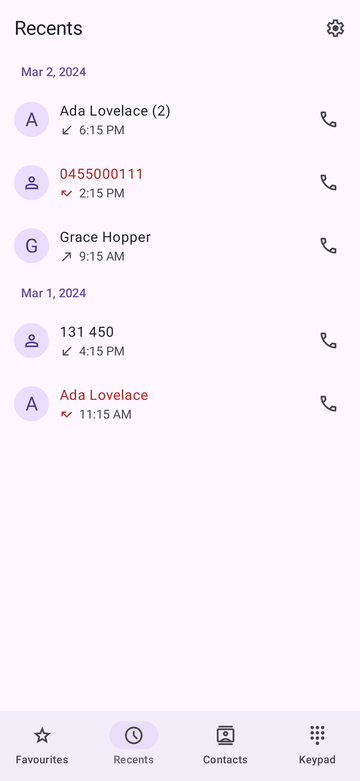 Recents
Mar 2, 2024
A
Ada Lovelace (2)
6:15 PM
0455000111
2:15 PM
G
Grace Hopper
9:15 AM
Mar 1, 2024
131 450
4:15 PM
A
Ada Lovelace
11:15 AM
Favourites
Recents
Contacts
Keypad